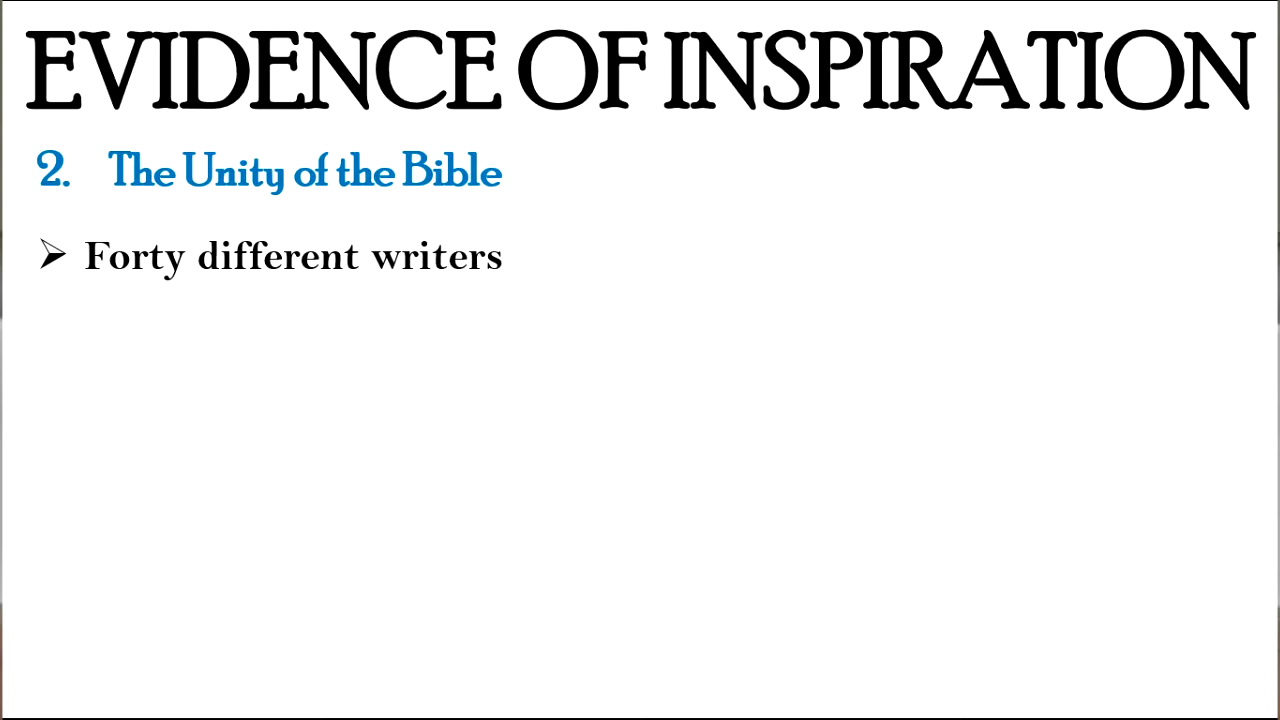 EVIDENCE OF INSPIRATION
2. The Unity of the Bible
➢ Forty different writers